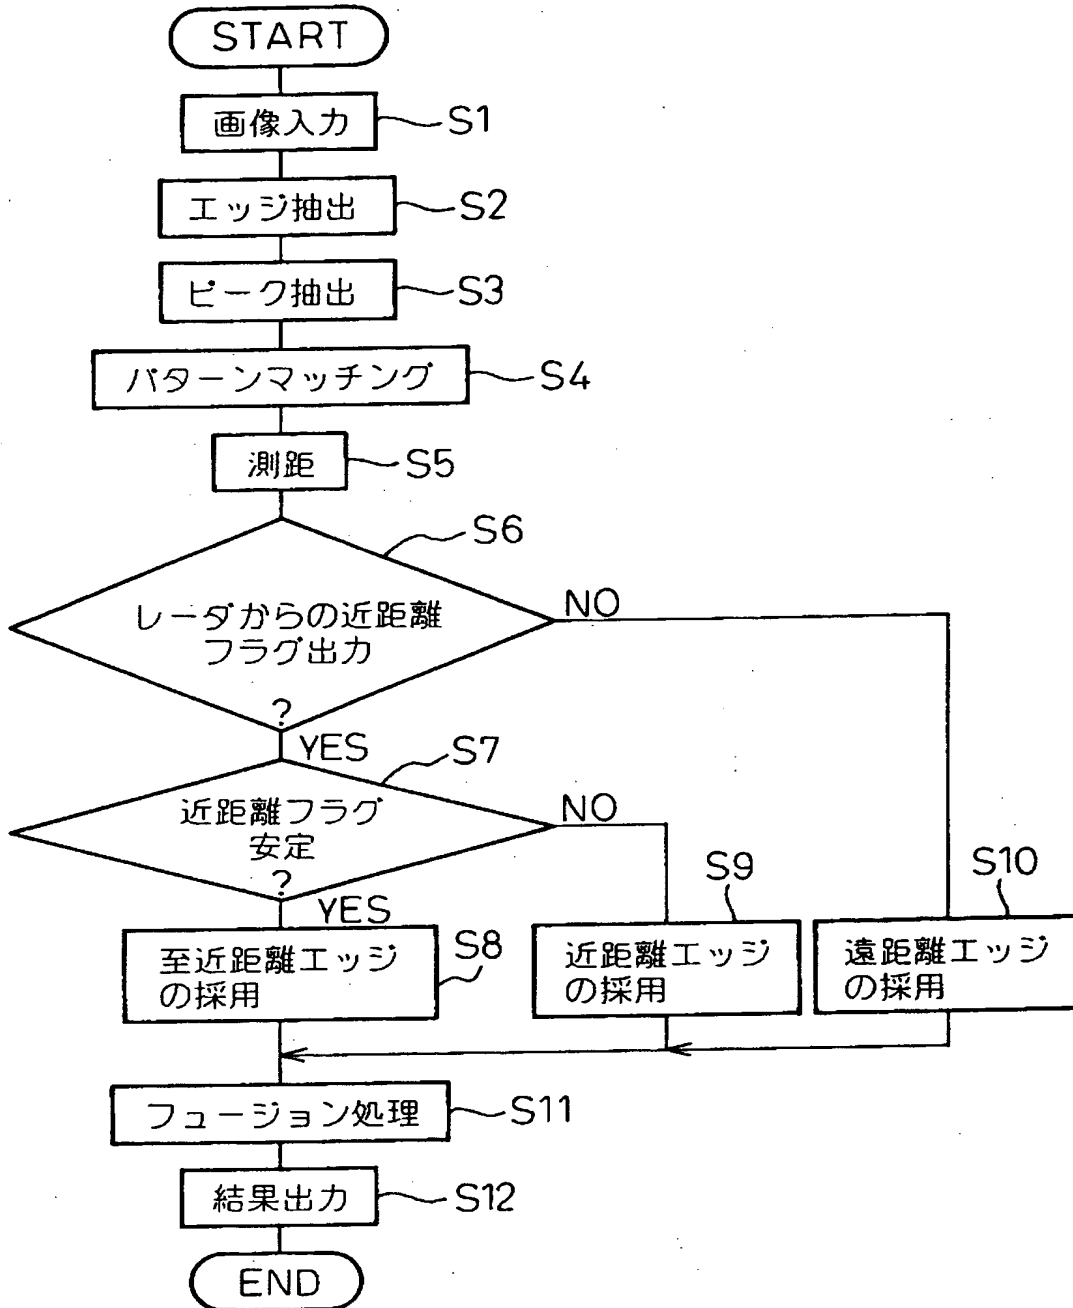 START
画像入力
S1
エッジ抽出
S2
ピーク抽出
S3
パターンマッチング
S4
測距
S5
S6
レーダからの近距離
フラグ出力
?
NO
YES
S7
近距離フラグ
安定
?
NO
YES
S8
至近距離エッジ
の採用
S9
近距離エッジ
の採用
S10
遠距離エッジ
の採用
フュージョン処理
S11
結果出力
S12
END